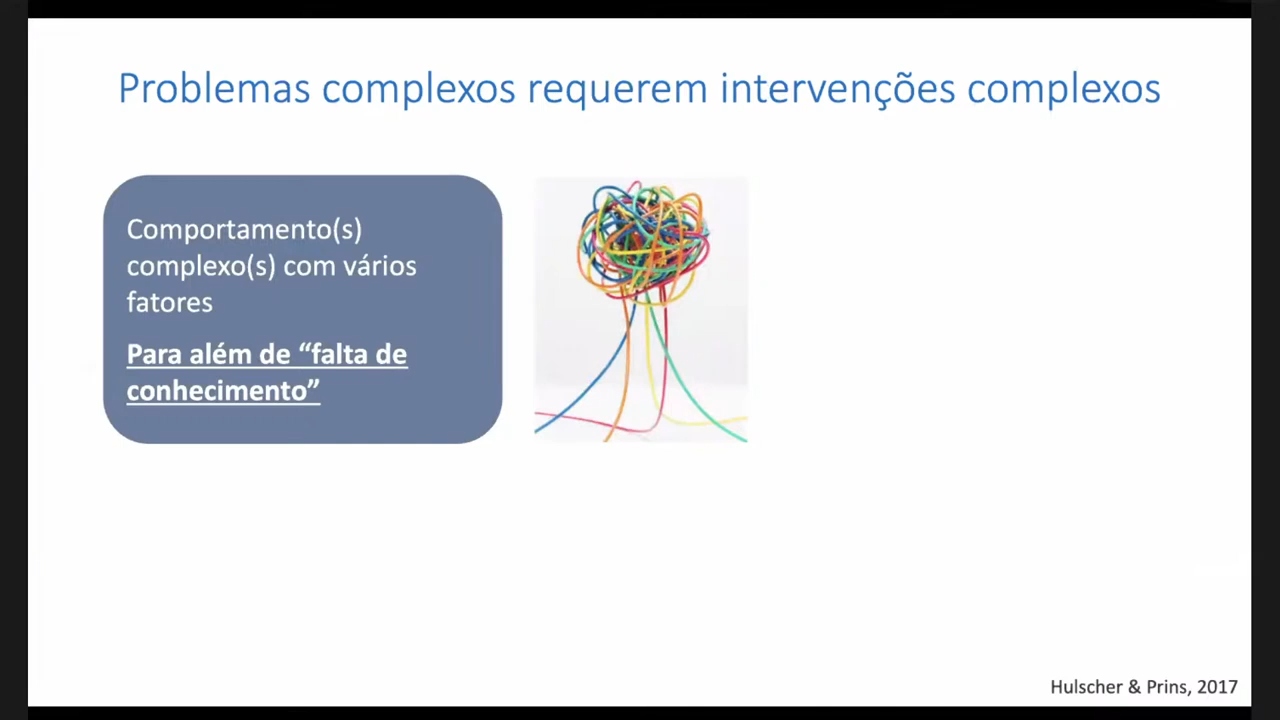 Problemas complexos requerem intervenções complexos
Comportamento(s)
complexo(s) com vários
fatores
Para além de “falta de
conhecimento”
Hulscher & Prins, 2017